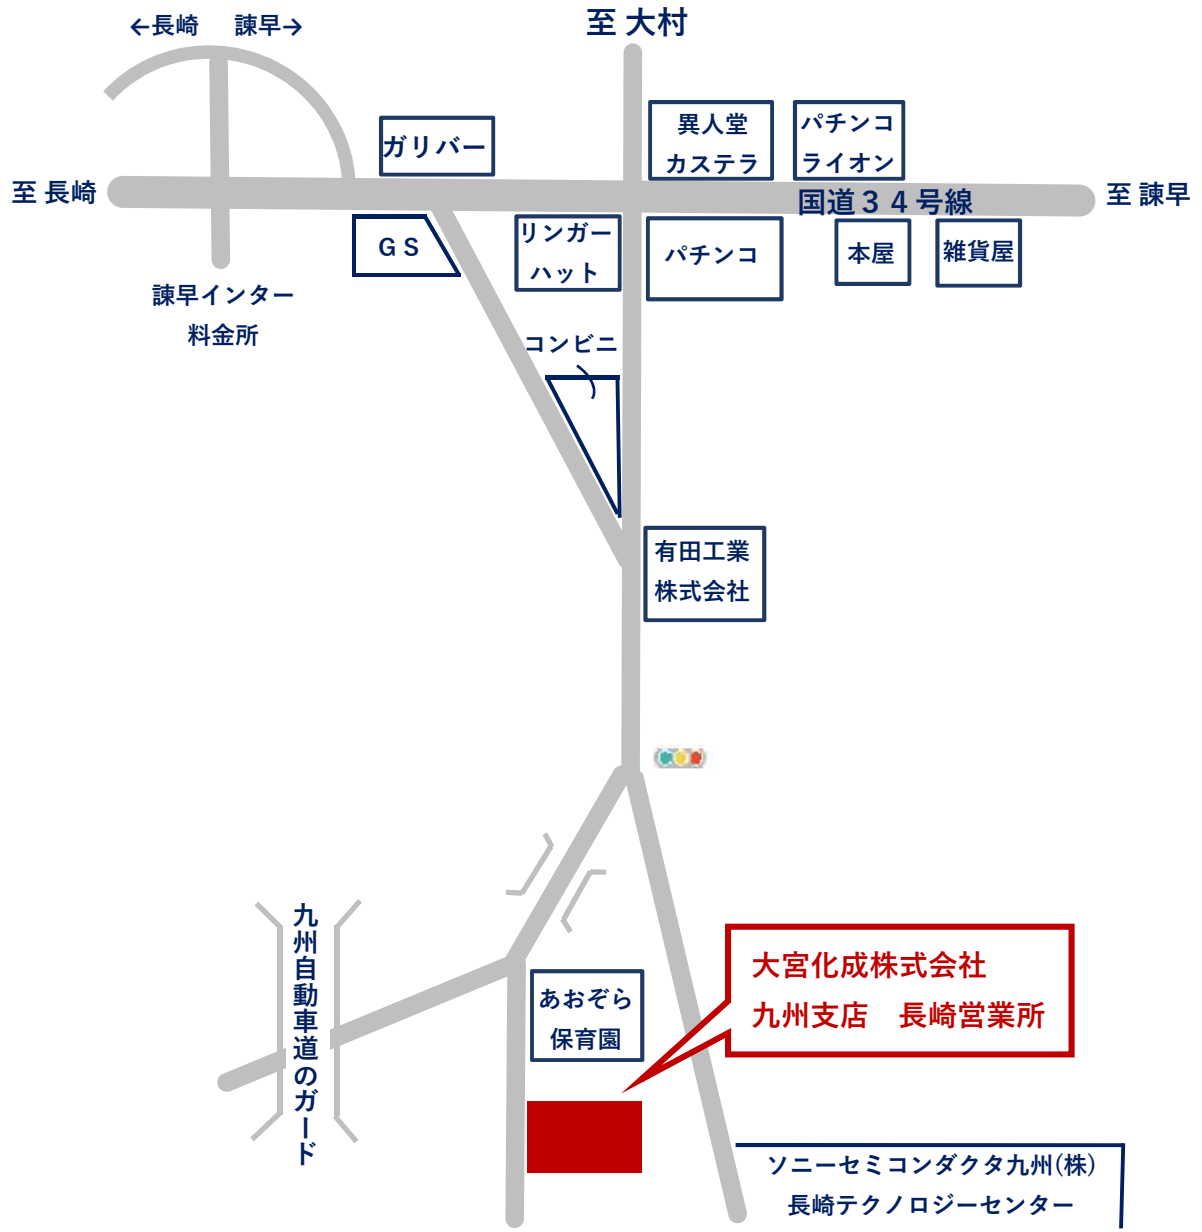 ←長崎　諫早→
至 大村
異人堂
カステラ
パチンコ
ライオン
ガリバー
至 長崎
国道３４号線
至 諫早
ＧＳ
リンガー
ハット
パチンコ
本屋
雑貨屋
諫早インター
料金所
コンビニ
有田工業
株式会社
九州自動車道のガード
大宮化成株式会社
九州支店　長崎営業所
あおぞら
保育園
ソニーセミコンダクタ九州(株)
長崎テクノロジーセンター